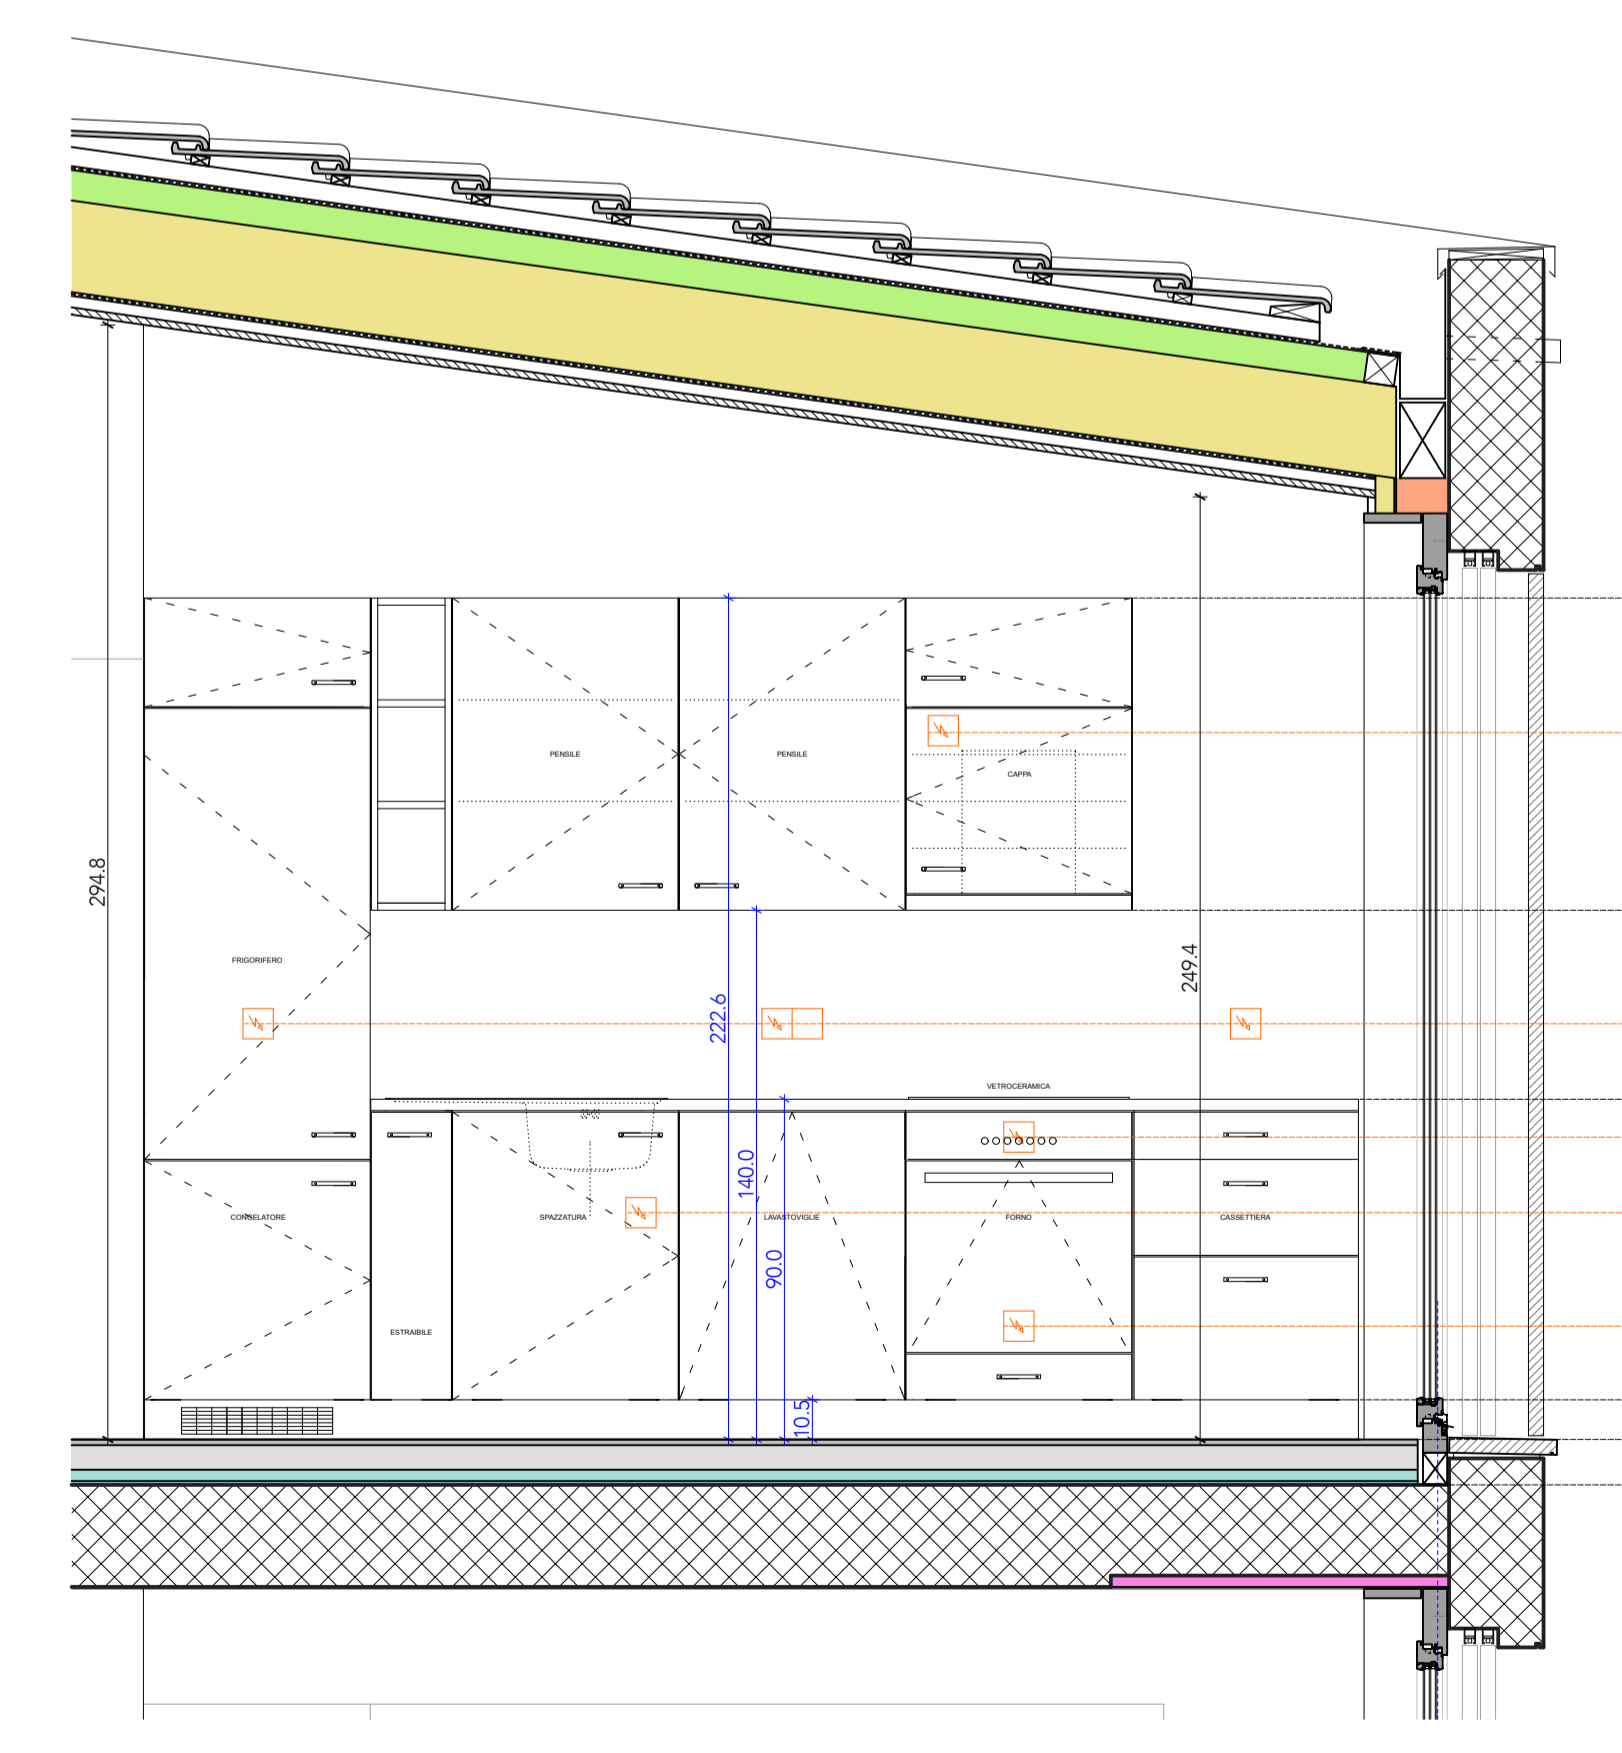 PENSILE
PENSILE
CAPPA
294.8
FRIGORIFERO
249.4
222.6
VETROCERAMICA
140.0
CONGELATORE
SPAZZATURA
LAVASTOVIGLIE
FORNO
CASSETTIERA
90.0
ESTRAIBILE
10.5